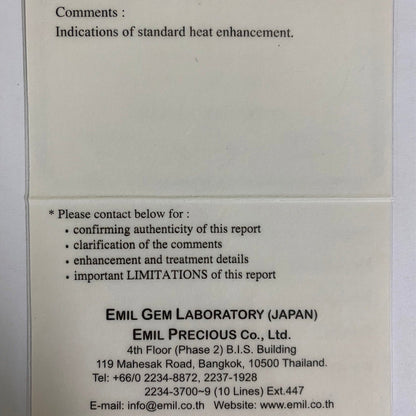 Comments :
Indications of standard heat enhancement.
* Please contact below for :
• confirming authenticity of this report
• clarification of the comments
• enhancement and treatment details
• important LIMITATIONS of this report
EMIL GEM LABORATORY (JAPAN)
EMIL PRECIOUS Co., Ltd.
4th Floor (Phase 2) B.I.S. Building
119 Mahesak Road, Bangkok, 10500 Thailand.
Tel: +66/0 2234-8872, 2237-1928
2234-3700~9 (10 Lines) Ext.447
E-mail: info@emil.co.th Website: www.emil.co.th